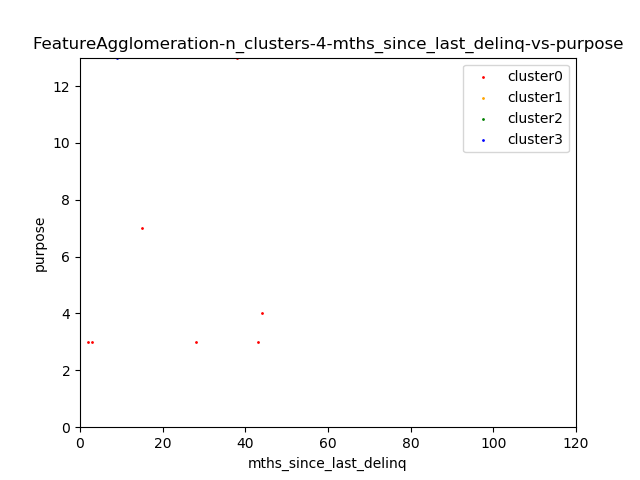 FeatureAgglomeration-n_clusters-4-mths_since_last_delinq-vs-purpose
cluster0
cluster1
cluster2
cluster3
12
10
8
6
4
2
0
purpose
0 20 40 60 80 100 120
mths_since_last_delinq